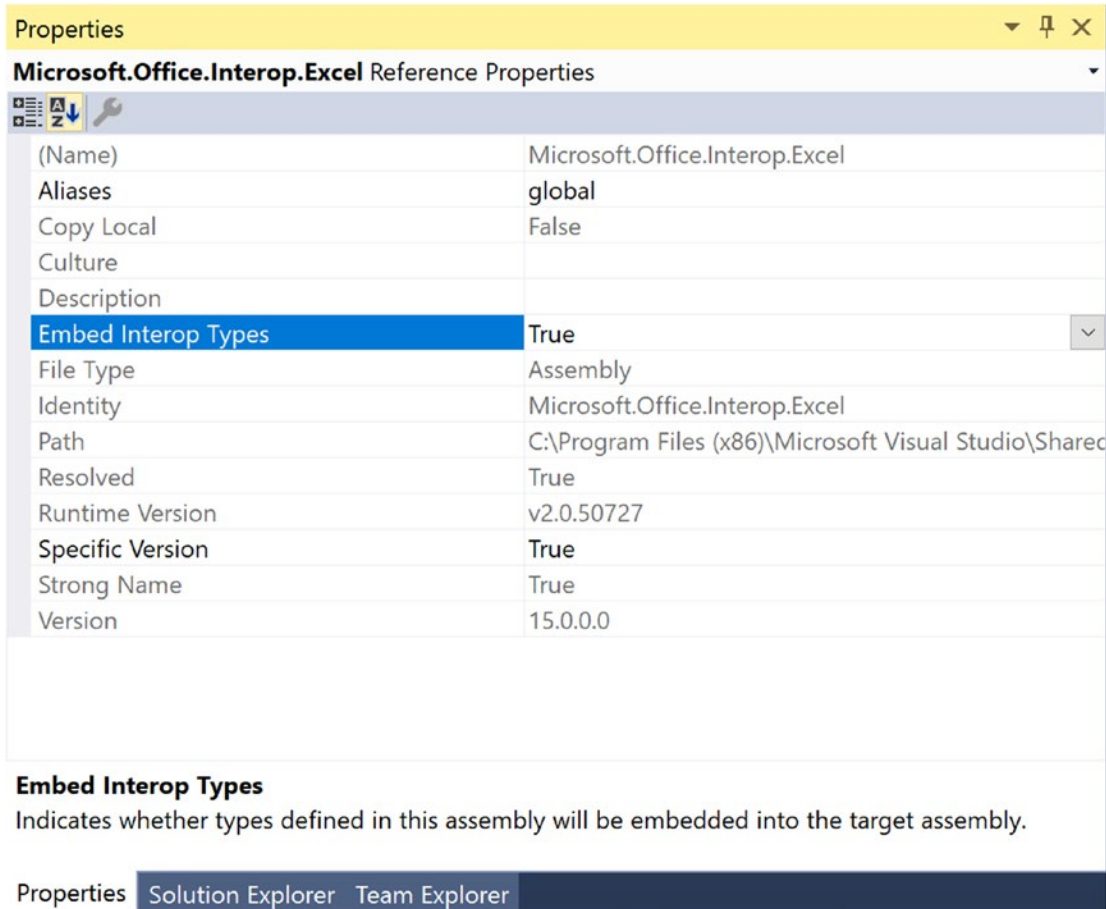 Properties
Microsoft.Office.Interop.Excel Reference Properties
(Name) Microsoft.Office.Interop.Excel
Aliases global
Copy Local False
Culture
Description
Embed Interop Types True
File Type Assembly
Identity Microsoft.Office.Interop.Excel
Path C:\Program Files (x86)\Microsoft Visual Studio\Shared
Resolved True
Runtime Version v2.0.50727
Specific Version True
Strong Name True
Version 15.0.0.0
Embed Interop Types
Indicates whether types defined in this assembly will be embedded into the target assembly.
Properties Solution Explorer Team Explorer